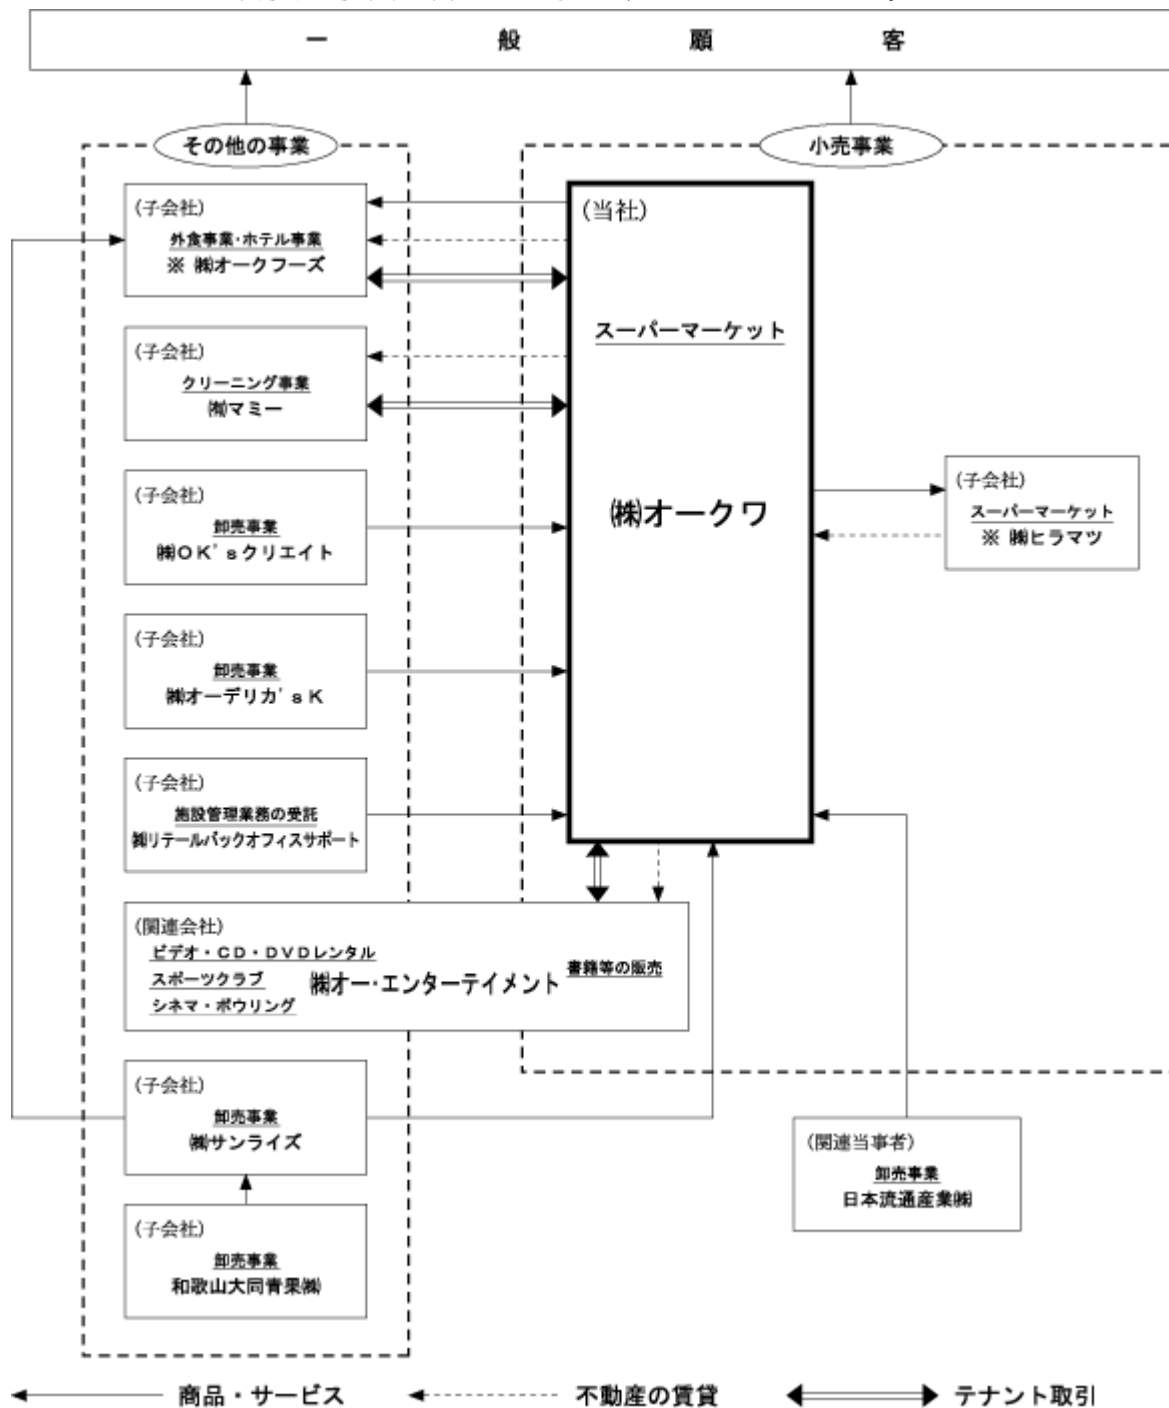 一般顧客
その他の事業
小売事業
(子会社)
外食事業・ホテル事業
※ ㈱オークフーズ
(子会社)
クリーニング事業
㈲マミー
(子会社)
卸売事業
㈱OK'sクリエイト
(子会社)
卸売事業
㈱オーデリカ'sK
(子会社)
施設管理業務の受託
㈱リテールバックオフィスサポート
(当社)
スーパーマーケット
㈱オークワ
(子会社)
スーパーマーケット
※ ㈱ヒラマツ
(関連会社)
ビデオ・CD・DVDレンタル
スポーツクラブ
シネマ・ボウリング
㈱オー・エンターテイメント
書籍等の販売
(子会社)
卸売事業
㈱サンライズ
(子会社)
卸売事業
和歌山大同青果㈱
(関連当事者)
卸売事業
日本流通産業㈱
商品・サービス
不動産の賃貸
テナント取引